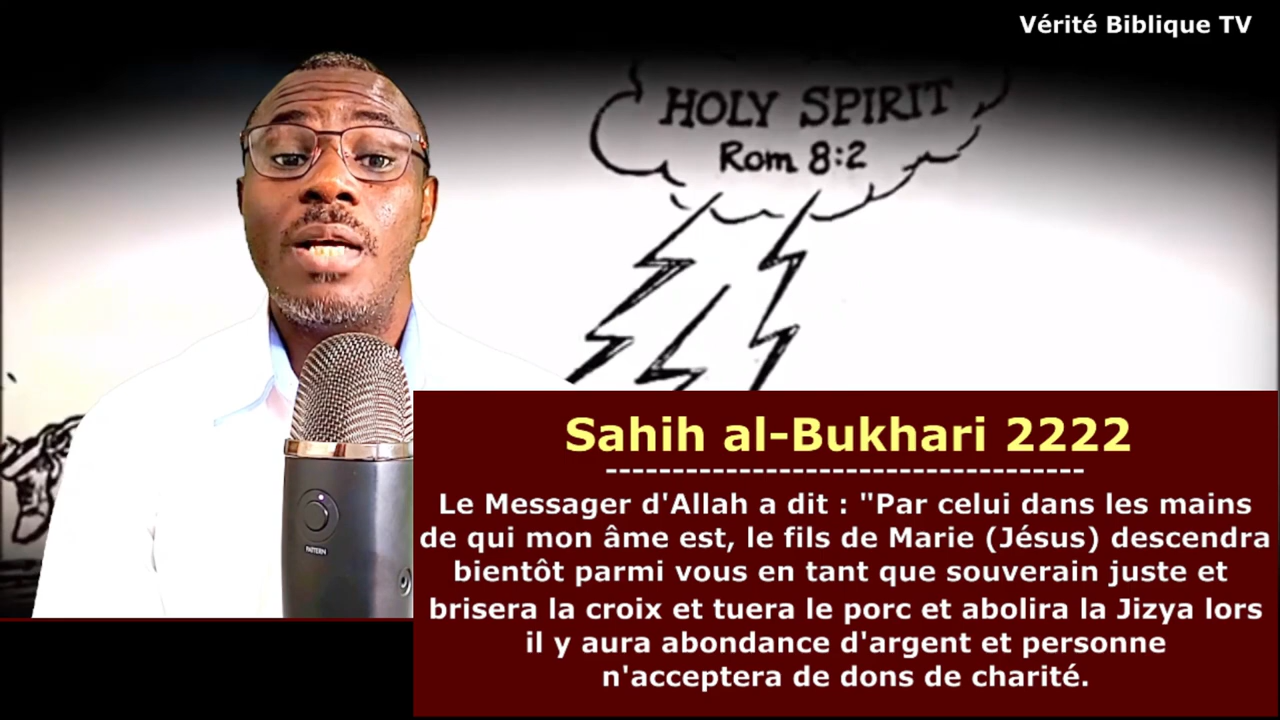 Vérité Biblique TV
HOLY SPIRIT
Rom 8:2
Sahih al-Bukhari 2222
------------------------------------
Le Messager d'Allah a dit : "Par celui dans les mains
de qui mon âme est, le fils de Marie (Jésus) descendra
bientôt parmi vous en tant que souverain juste et
brisera la croix et tuera le porc et abolira la Jizya lors
il y aura abondance d'argent et personne
n'acceptera de dons de charité.
PATTERN